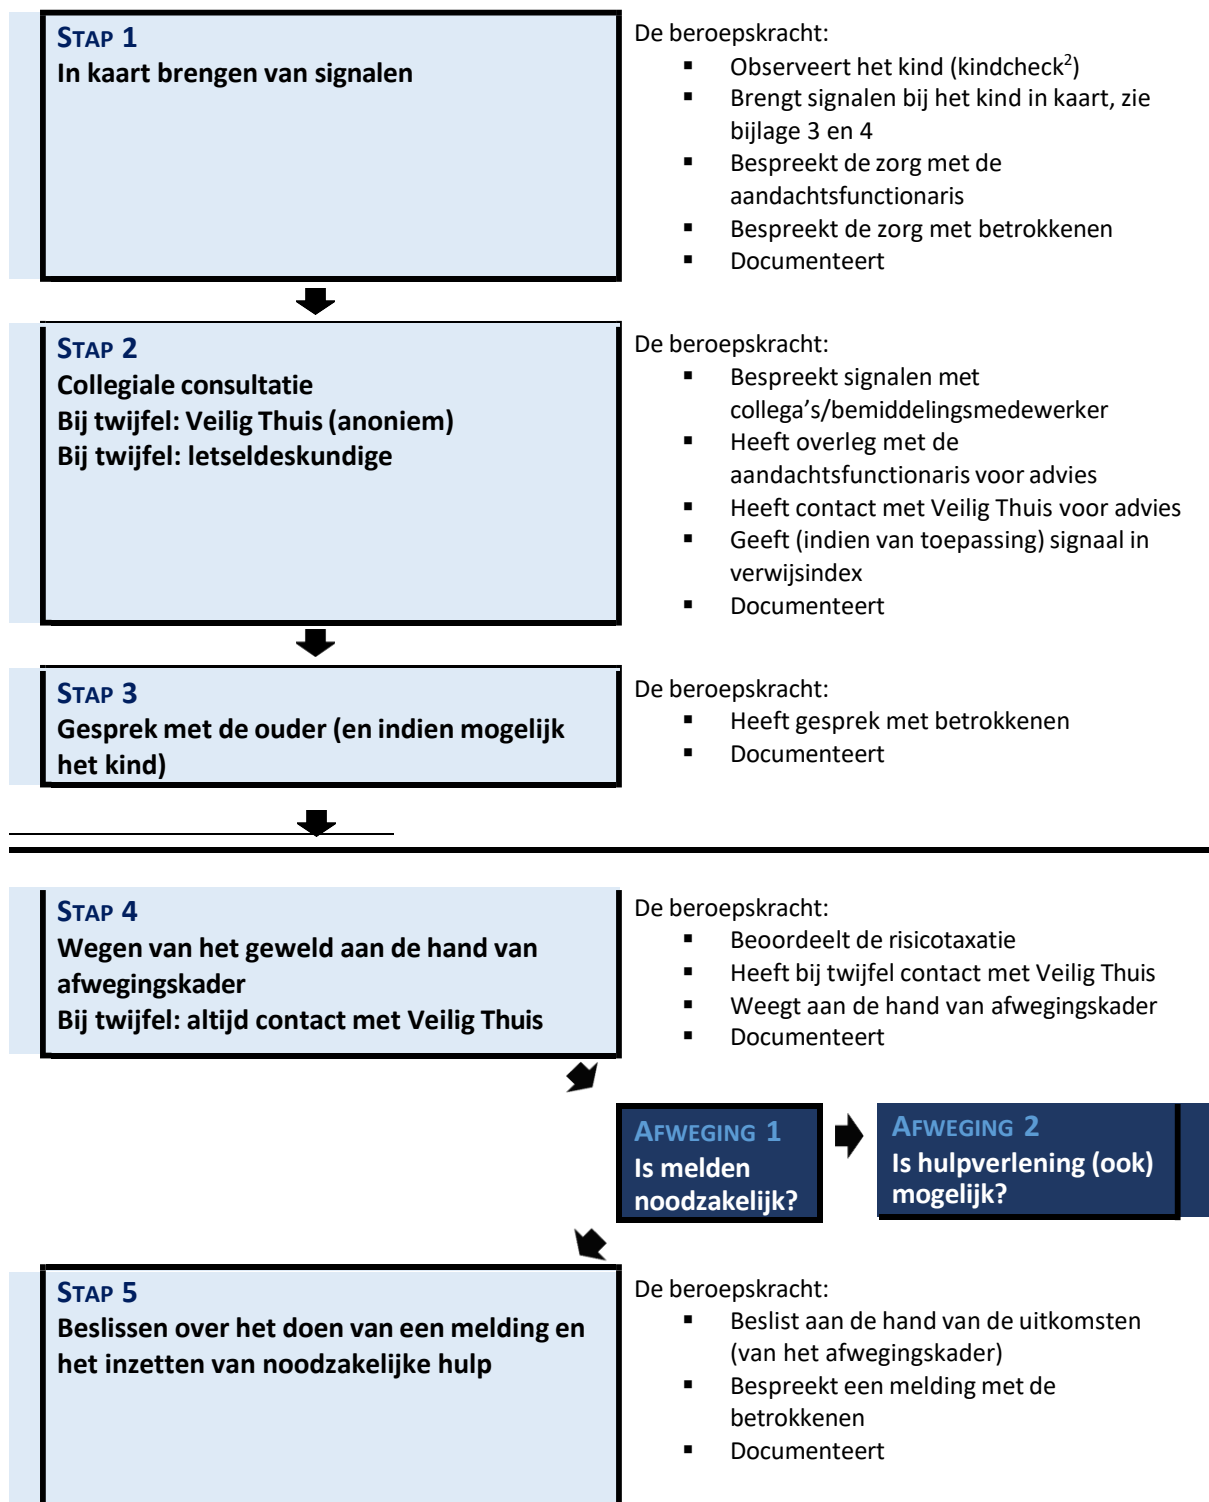 STAP 1
In kaart brengen van signalen
De beroepskracht:
▪ Observeert het kind (kindcheck²)
▪ Brengt signalen bij het kind in kaart, zie
bijlage 3 en 4
▪ Bespreekt de zorg met de
aandachtsfunctionaris
▪ Bespreekt de zorg met betrokkenen
▪ Documenteert
STAP 2
Collegiale consultatie
Bij twijfel: Veilig Thuis (anoniem)
Bij twijfel: letseldeskundige
De beroepskracht:
▪ Bespreekt signalen met
collega’s/bemiddelingsmedewerker
▪ Heeft overleg met de
aandachtsfunctionaris voor advies
▪ Heeft contact met Veilig Thuis voor advies
▪ Geeft (indien van toepassing) signaal in
verwijsindex
▪ Documenteert
STAP 3
Gesprek met de ouder (en indien mogelijk
het kind)
De beroepskracht:
▪ Heeft gesprek met betrokkenen
▪ Documenteert
STAP 4
Wegen van het geweld aan de hand van
afwegingskader
Bij twijfel: altijd contact met Veilig Thuis
De beroepskracht:
▪ Beoordeelt de risicotaxatie
▪ Heeft bij twijfel contact met Veilig Thuis
▪ Weegt aan de hand van afwegingskader
▪ Documenteert
AFWEGING 1
Is melden
noodzakelijk?
AFWEGING 2
Is hulpverlening (ook)
mogelijk?
STAP 5
Beslissen over het doen van een melding en
het inzetten van noodzakelijke hulp
De beroepskracht:
▪ Beslist aan de hand van de uitkomsten
(van het afwegingskader)
▪ Bespreekt een melding met de
betrokkenen
▪ Documenteert